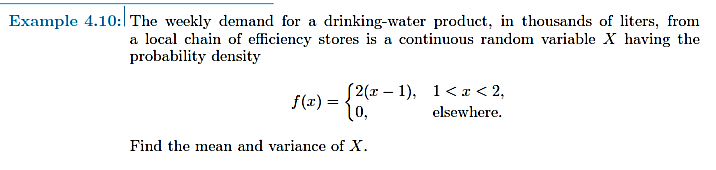 Example 4.10: The weekly demand for a drinking-water product, in thousands of liters, from
a local chain of efficiency stores is a continuous random variable X having the
probability density
f(x) = {2(x − 1), 1 < x < 2,
0, elsewhere.
Find the mean and variance of X.